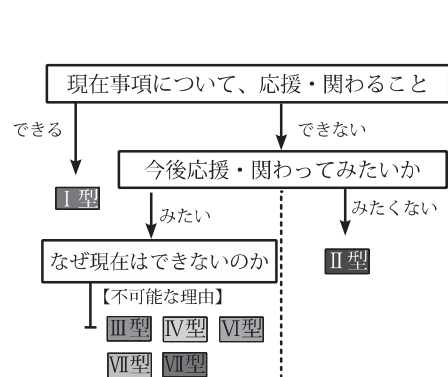 現在事項について、応援・関わること
できる
できない
今後応援・関わってみたいか
Ⅰ型
みたい
みたくない
なぜ現在はできないのか
Ⅱ型
【不可能な理由】
Ⅲ型 Ⅳ型 Ⅵ型
Ⅶ型 Ⅶ型